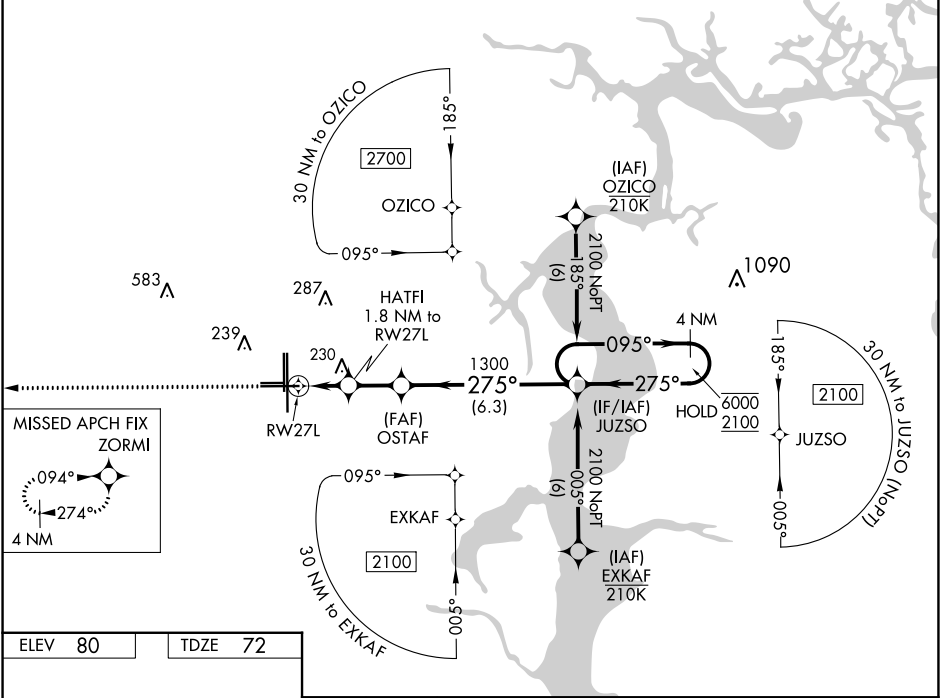 30 NM to OZICO
185°
2700
OZICO
095°
(IAF)
OZICO
210K
2100 NoPT
185°
(6)
1090
583
287
HATFI
1.8 NM to
RW27L
239
230
4 NM
095°
1300
275°
(6.3)
275°
RW27L
(FAF)
OSTAF
(IF/IAF)
JUZSO
HOLD
6000
2100
185°
30 NM to JUZSO (NoPT)
2100
JUZSO
005°
MISSED APCH FIX
ZORMI
094°
274°
4 NM
095°
EXKAF
2100
30 NM to EXKAF
005°
2100 NoPT
005°
(6)
(IAF)
EXKAF
210K
ELEV 80
TDZE 72